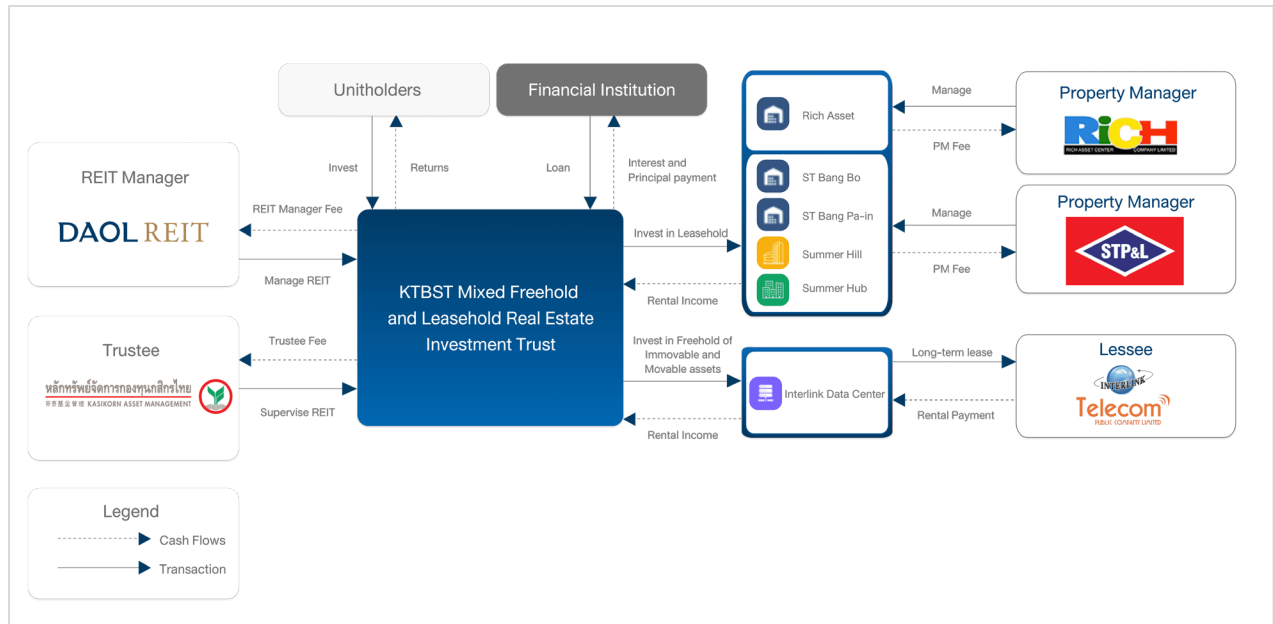 Unitholders
Financial Institution
Invest
Returns
Loan
Interest and
Principal payment
REIT Manager
DAOL REIT
REIT Manager Fee
Manage REIT
Trustee
หลักทรัพย์จัดการกองทุนกสิกรไทย
开泰基金管理 KASIKORN ASSET MANAGEMENT
Trustee Fee
Supervise REIT
KTBST Mixed Freehold
and Leasehold Real Estate
Investment Trust
Invest in Leasehold
Rental Income
Invest in Freehold of
Immovable and
Movable assets
Rental Income
Rich Asset
ST Bang Bo
ST Bang Pa-in
Summer Hill
Summer Hub
Interlink Data Center
Manage
PM Fee
Manage
PM Fee
Long-term lease
Rental Payment
Property Manager
RiCH
RICH ASSET CENTER COMPANY LIMITED
Property Manager
STP&L
Lessee
INTERLINK
Telecom
PUBLIC COMPANY LIMITED
Legend
Cash Flows
Transaction